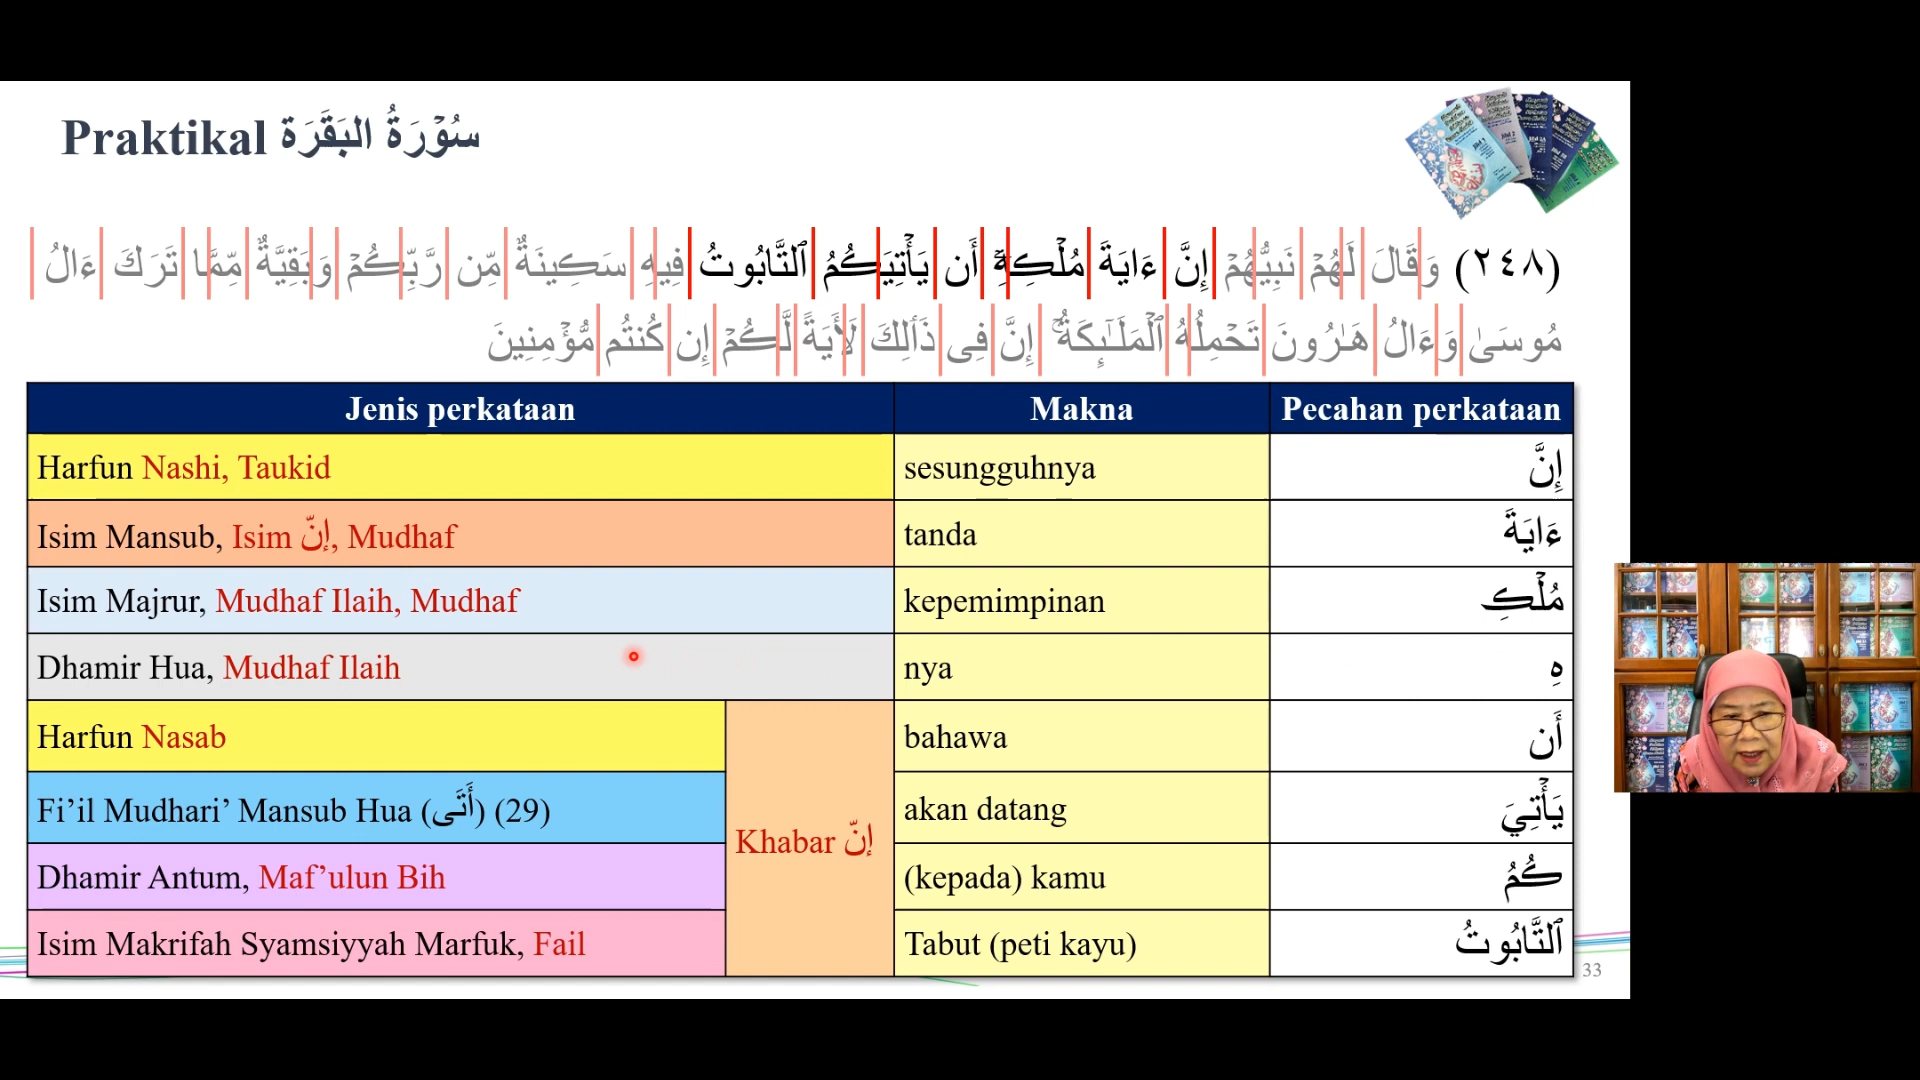 Praktikal سُوْرَةُ البَقَرَة
(٢٤٨) وَقَالَ لَهُمْ نَبِيُّهُمْ إِنَّ ءَايَةَ مُلْكِهِۦٓ أَن يَأْتِيَكُمُ ٱلتَّابُوتُ فِيهِ سَكِينَةٌ مِّن رَّبِّكُمْ وَبَقِيَّةٌ مِّمَّا تَرَكَ ءَالُ
مُوسَىٰ وَءَالُ هَـٰرُونَ تَحْمِلُهُ ٱلْمَلَـٰٓئِكَةُ ۚ إِنَّ فِى ذَٰلِكَ لَـَٔايَةً لَّكُمْ إِن كُنتُم مُّؤْمِنِينَ
Jenis perkataan Makna Pecahan perkataan
Harfun Nashi, Taukid sesungguhnya إِنَّ
Isim Mansub, Isim إنّ, Mudhaf tanda ءَايَةَ
Isim Majrur, Mudhaf Ilaih, Mudhaf kepemimpinan مُلْكِ
Dhamir Hua, Mudhaf Ilaih nya هِ
Harfun Nasab bahawa أَن
Fi’il Mudhari’ Mansub Hua (أَتَى) (29) akan datang يَأْتِيَ
Khabar إنّ
Dhamir Antum, Maf’ulun Bih (kepada) kamu كُمُ
Isim Makrifah Syamsiyyah Marfuk, Fail Tabut (peti kayu) ٱلتَّابُوتُ
33